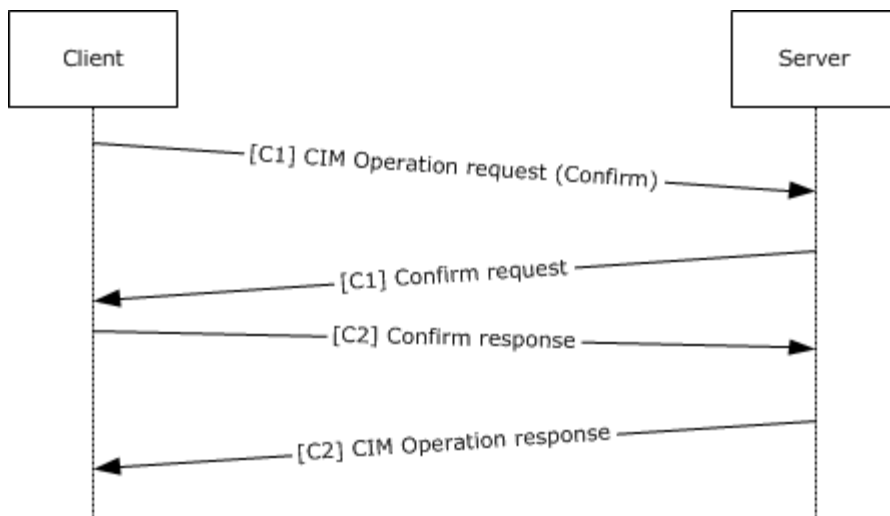 Client
Server
[C1] CIM Operation request (Confirm)
[C1] Confirm request
[C2] Confirm response
[C2] CIM Operation response